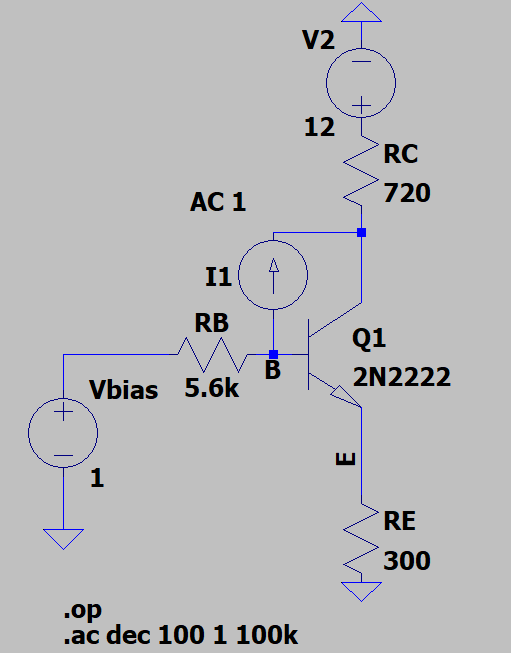 V2
12
RC
720
AC 1
I1
RB
5.6k
B
Q1
2N2222
Vbias
1
E
RE
300
.op
.ac dec 100 1 100k